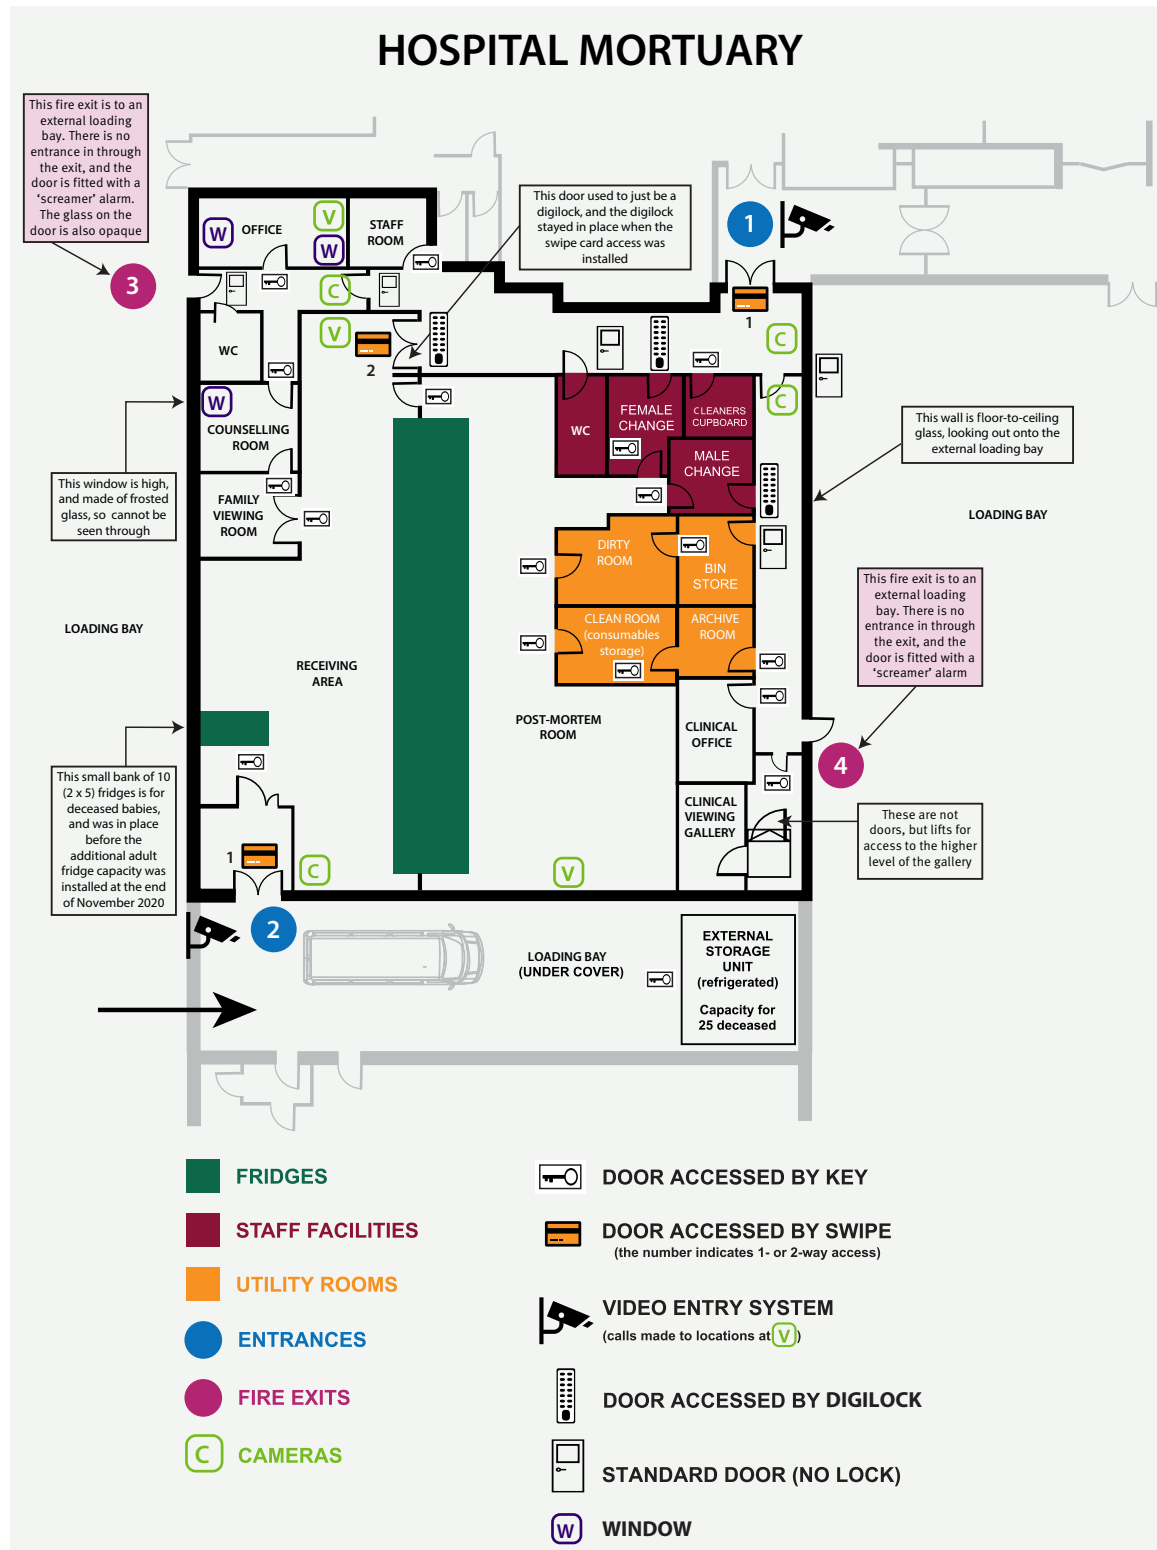 HOSPITAL MORTUARY
This fire exit is to an
external loading
bay. There is no
entrance in through
the exit, and the
door is fitted with a
‘screamer’ alarm.
The glass on the
door is also opaque
3
W
OFFICE
V
W
STAFF
ROOM
This door used to just be a
digilock, and the digilock
stayed in place when the
swipe card access was
installed
1
C
V
2
1
C
C
WC
W
COUNSELLING
ROOM
FAMILY
VIEWING
ROOM
This window is high,
and made of frosted
glass, so cannot be
seen through
WC
FEMALE
CHANGE
CLEANERS
CUPBOARD
MALE
CHANGE
This wall is floor-to-ceiling
glass, looking out onto the
external loading bay
LOADING BAY
DIRTY
ROOM
BIN
STORE
CLEAN ROOM
(consumables
storage)
ARCHIVE
ROOM
This fire exit is to an
external loading
bay. There is no
entrance in through
the exit, and the
door is fitted with a
‘screamer’ alarm
4
LOADING BAY
RECEIVING
AREA
POST-MORTEM
ROOM
CLINICAL
OFFICE
CLINICAL
VIEWING
GALLERY
These are not
doors, but lifts for
access to the higher
level of the gallery
This small bank of 10
(2 x 5) fridges is for
deceased babies,
and was in place
before the
additional adult
fridge capacity was
installed at the end
of November 2020
1
C
V
2
LOADING BAY
(UNDER COVER)
EXTERNAL
STORAGE
UNIT
(refrigerated)
Capacity for
25 deceased
FRIDGES
STAFF FACILITIES
UTILITY ROOMS
ENTRANCES
FIRE EXITS
C CAMERAS
DOOR ACCESSED BY KEY
DOOR ACCESSED BY SWIPE
(the number indicates 1- or 2-way access)
VIDEO ENTRY SYSTEM
(calls made to locations at V)
DOOR ACCESSED BY DIGILOCK
STANDARD DOOR (NO LOCK)
W WINDOW